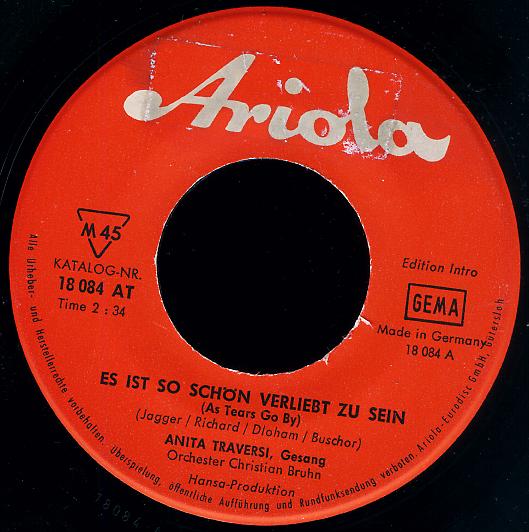 Ariola
M 45
KATALOG-NR.
18 084 AT
Time 2 : 34
Edition Intro
GEMA
Made in Germany
18 084 A
ES IST SO SCHÖN VERLIEBT ZU SEIN
(As Tears Go By)
(Jagger / Richard / Dloham / Buschor)
ANITA TRAVERSI, Gesang
Orchester Christian Bruhn
Hansa-Produktion
Alle Urheber- und Herstellerrechte vorbehalten. Überspielung, öffentliche Aufführung und Rundfunksendung verboten. Ariola-Eurodisc GmbH, Gütersloh
18084